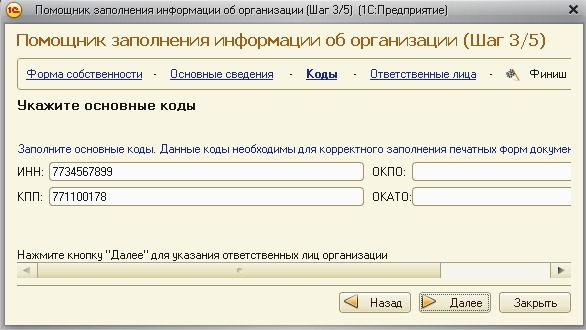 Помощник заполнения информации об организации (Шаг 3/5) (1С:Предприятие)
Помощник заполнения информации об организации (Шаг 3/5)
Форма собственности - Основные сведения - Коды - Ответственные лица - Финиш
Укажите основные коды
Заполните основные коды. Данные коды необходимы для корректного заполнения печатных форм докумен
ИНН: 7734567899 ОКПО:
КПП: 771100178 ОКАТО:
Нажмите кнопку "Далее" для указания ответственных лиц организации
Назад Далее Закрыть